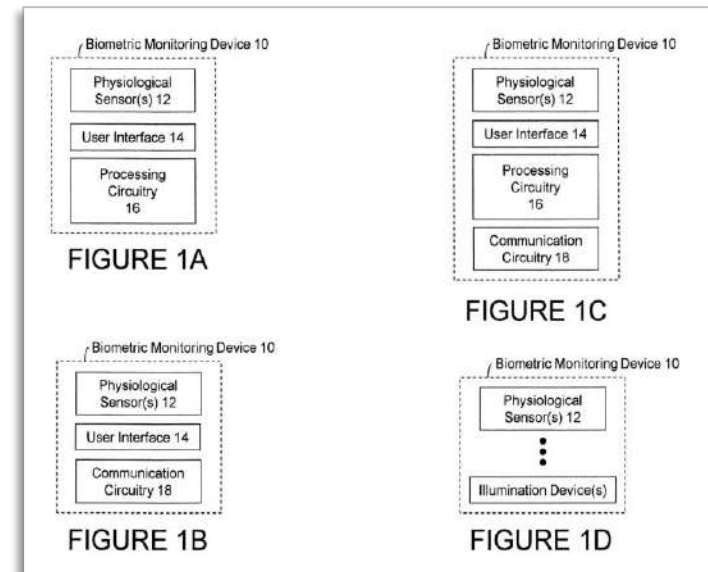 Biometric Monitoring Device 10
Physiological
Sensor(s) 12
User Interface 14
Processing
Circuitry
16
FIGURE 1A
Biometric Monitoring Device 10
Physiological
Sensor(s) 12
User Interface 14
Communication
Circuitry 18
FIGURE 1B
Biometric Monitoring Device 10
Physiological
Sensor(s) 12
User Interface 14
Processing
Circuitry
16
Communication
Circuitry 18
FIGURE 1C
Biometric Monitoring Device 10
Physiological
Sensor(s) 12
Illumination Device(s)
FIGURE 1D